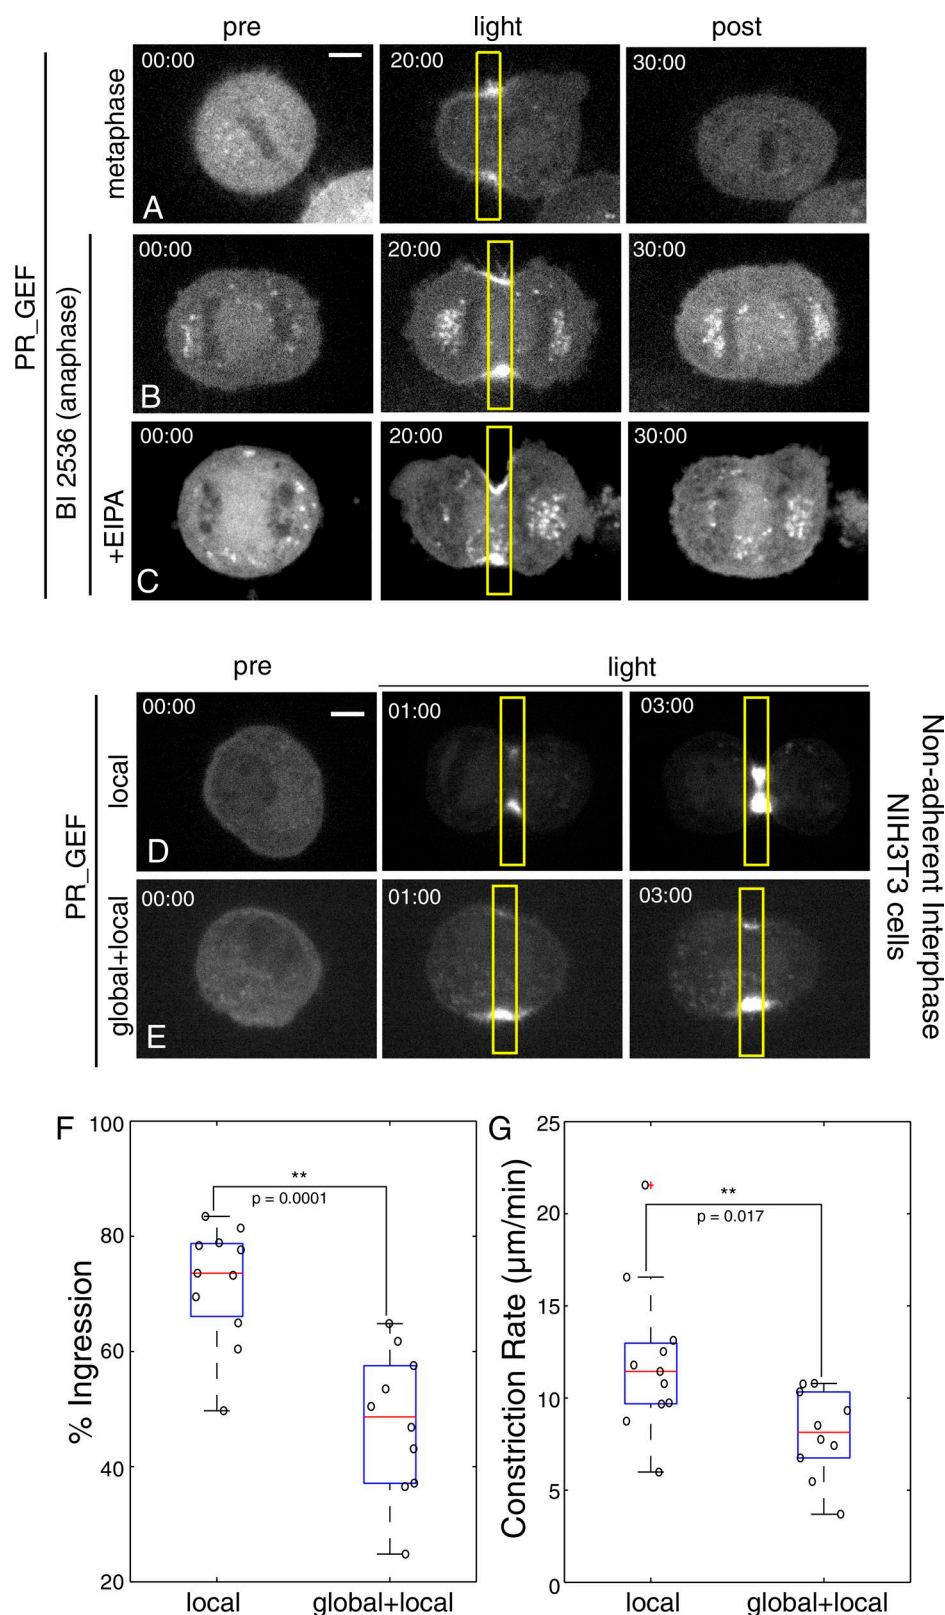 pre light post
PR_GEF
metaphase
00:00 20:00 30:00
A
BI 2536 (anaphase)
00:00 20:00 30:00
B
+EIPA
00:00 20:00 30:00
C
pre light
PR_GEF
local
00:00 01:00 03:00
D
global+local
00:00 01:00 03:00
E
Non-adherent Interphase
NIH3T3 cells
F
% Ingression
100
80
60
40
20
**
p = 0.0001
local global+local
G
Constriction Rate (μm/min)
25
20
15
10
5
0
**
p = 0.017
local global+local